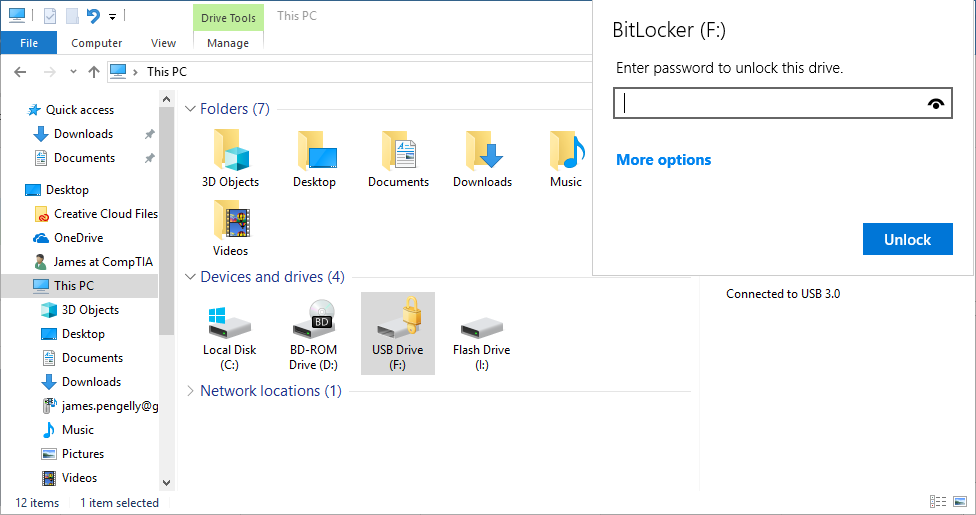 Drive Tools
This PC
File
Computer
View
Manage
This PC
Quick access
Downloads
Documents
Desktop
Creative Cloud Files
OneDrive
James at CompTIA
This PC
3D Objects
Desktop
Documents
Downloads
james.pengelly@g
Music
Pictures
Videos
Folders (7)
3D Objects
Desktop
Documents
Downloads
Music
Videos
Devices and drives (4)
Local Disk
(C:)
BD
BD-ROM
Drive (D:)
USB Drive
(F:)
Flash Drive
(I:)
Network locations (1)
BitLocker (F:)
Enter password to unlock this drive.
More options
Unlock
Connected to USB 3.0
12 items
1 item selected